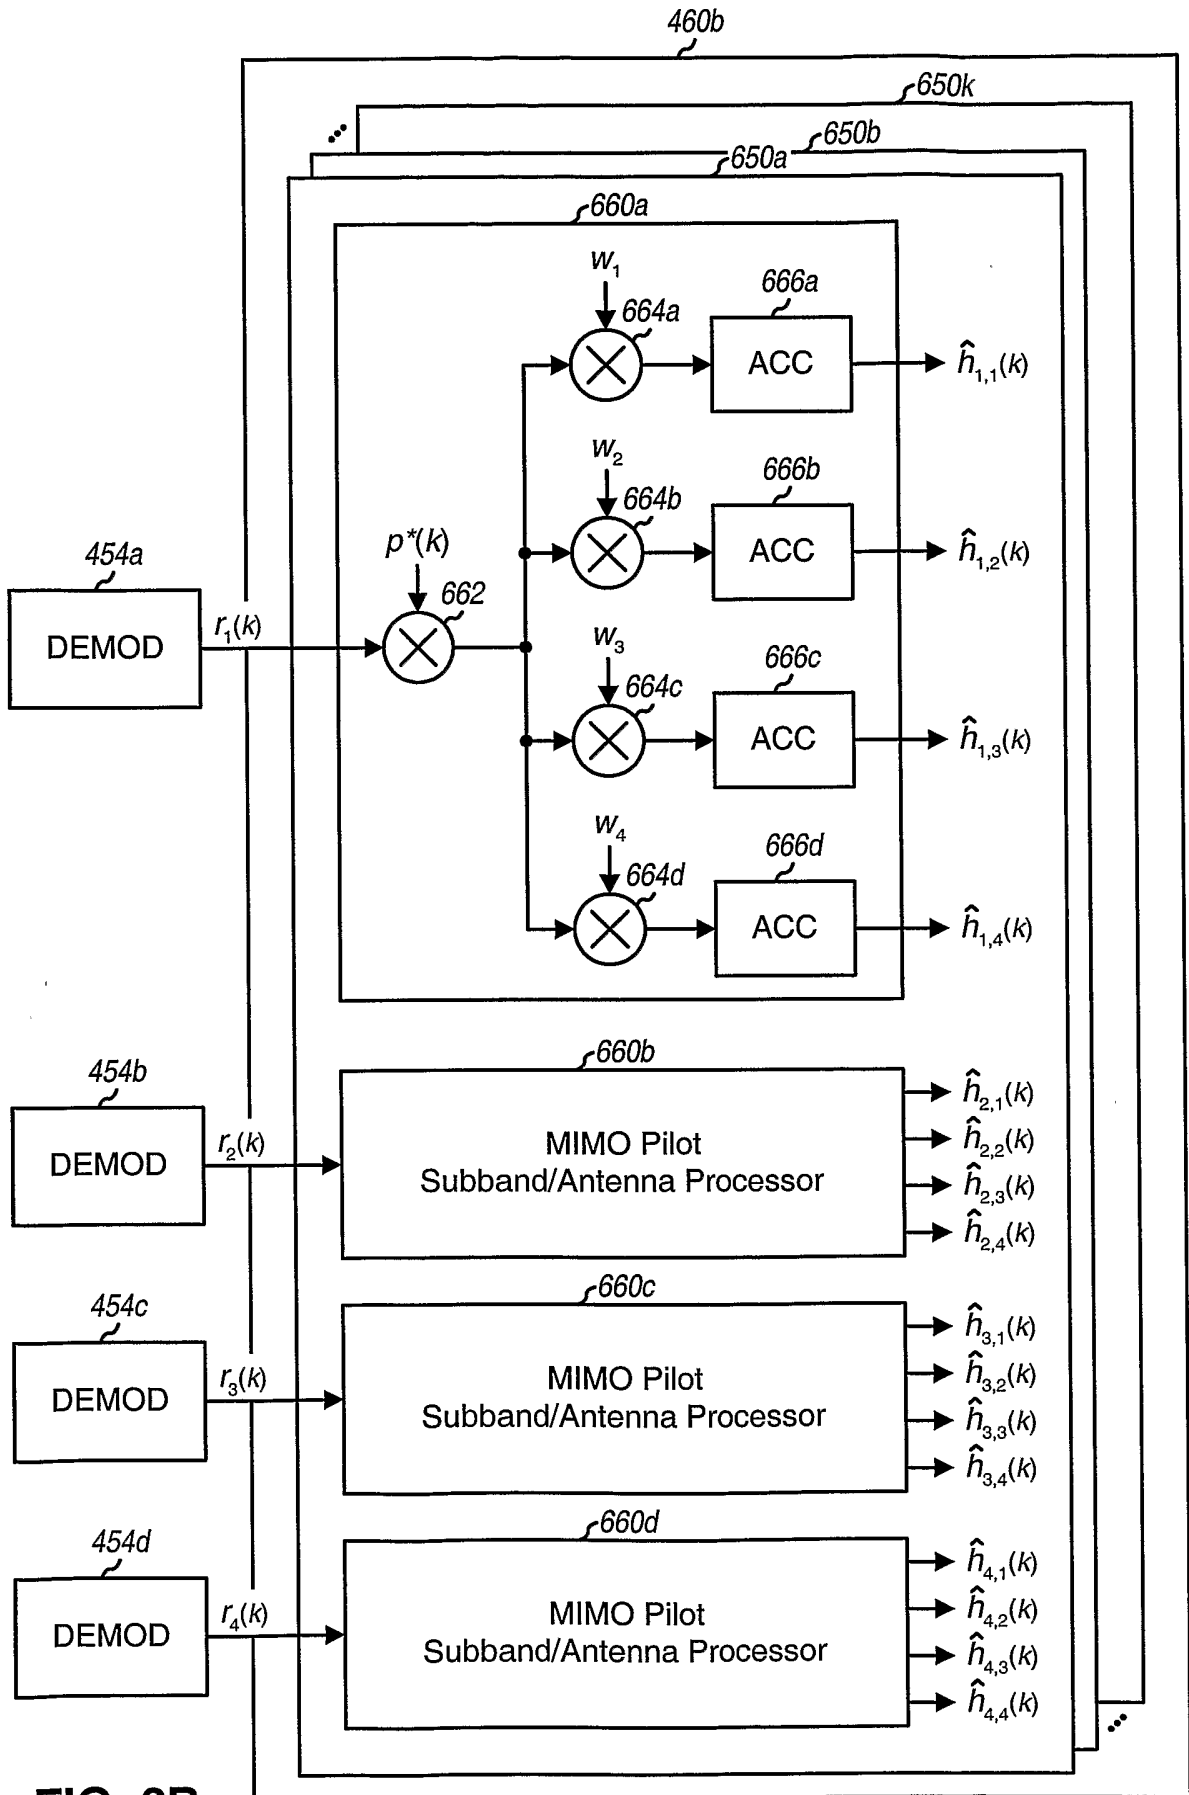 460b
650k
650b
650a
660a
w₁
664a
666a
ACC
ĥ₁,₁(k)
w₂
664b
666b
ACC
ĥ₁,₂(k)
454a
DEMOD
r₁(k)
p*(k)
662
w₃
664c
666c
ACC
ĥ₁,₃(k)
w₄
664d
666d
ACC
ĥ₁,₄(k)
454b
DEMOD
r₂(k)
660b
MIMO Pilot
Subband/Antenna Processor
ĥ₂,₁(k)
ĥ₂,₂(k)
ĥ₂,₃(k)
ĥ₂,₄(k)
454c
DEMOD
r₃(k)
660c
MIMO Pilot
Subband/Antenna Processor
ĥ₃,₁(k)
ĥ₃,₂(k)
ĥ₃,₃(k)
ĥ₃,₄(k)
454d
DEMOD
r₄(k)
660d
MIMO Pilot
Subband/Antenna Processor
ĥ₄,₁(k)
ĥ₄,₂(k)
ĥ₄,₃(k)
ĥ₄,₄(k)